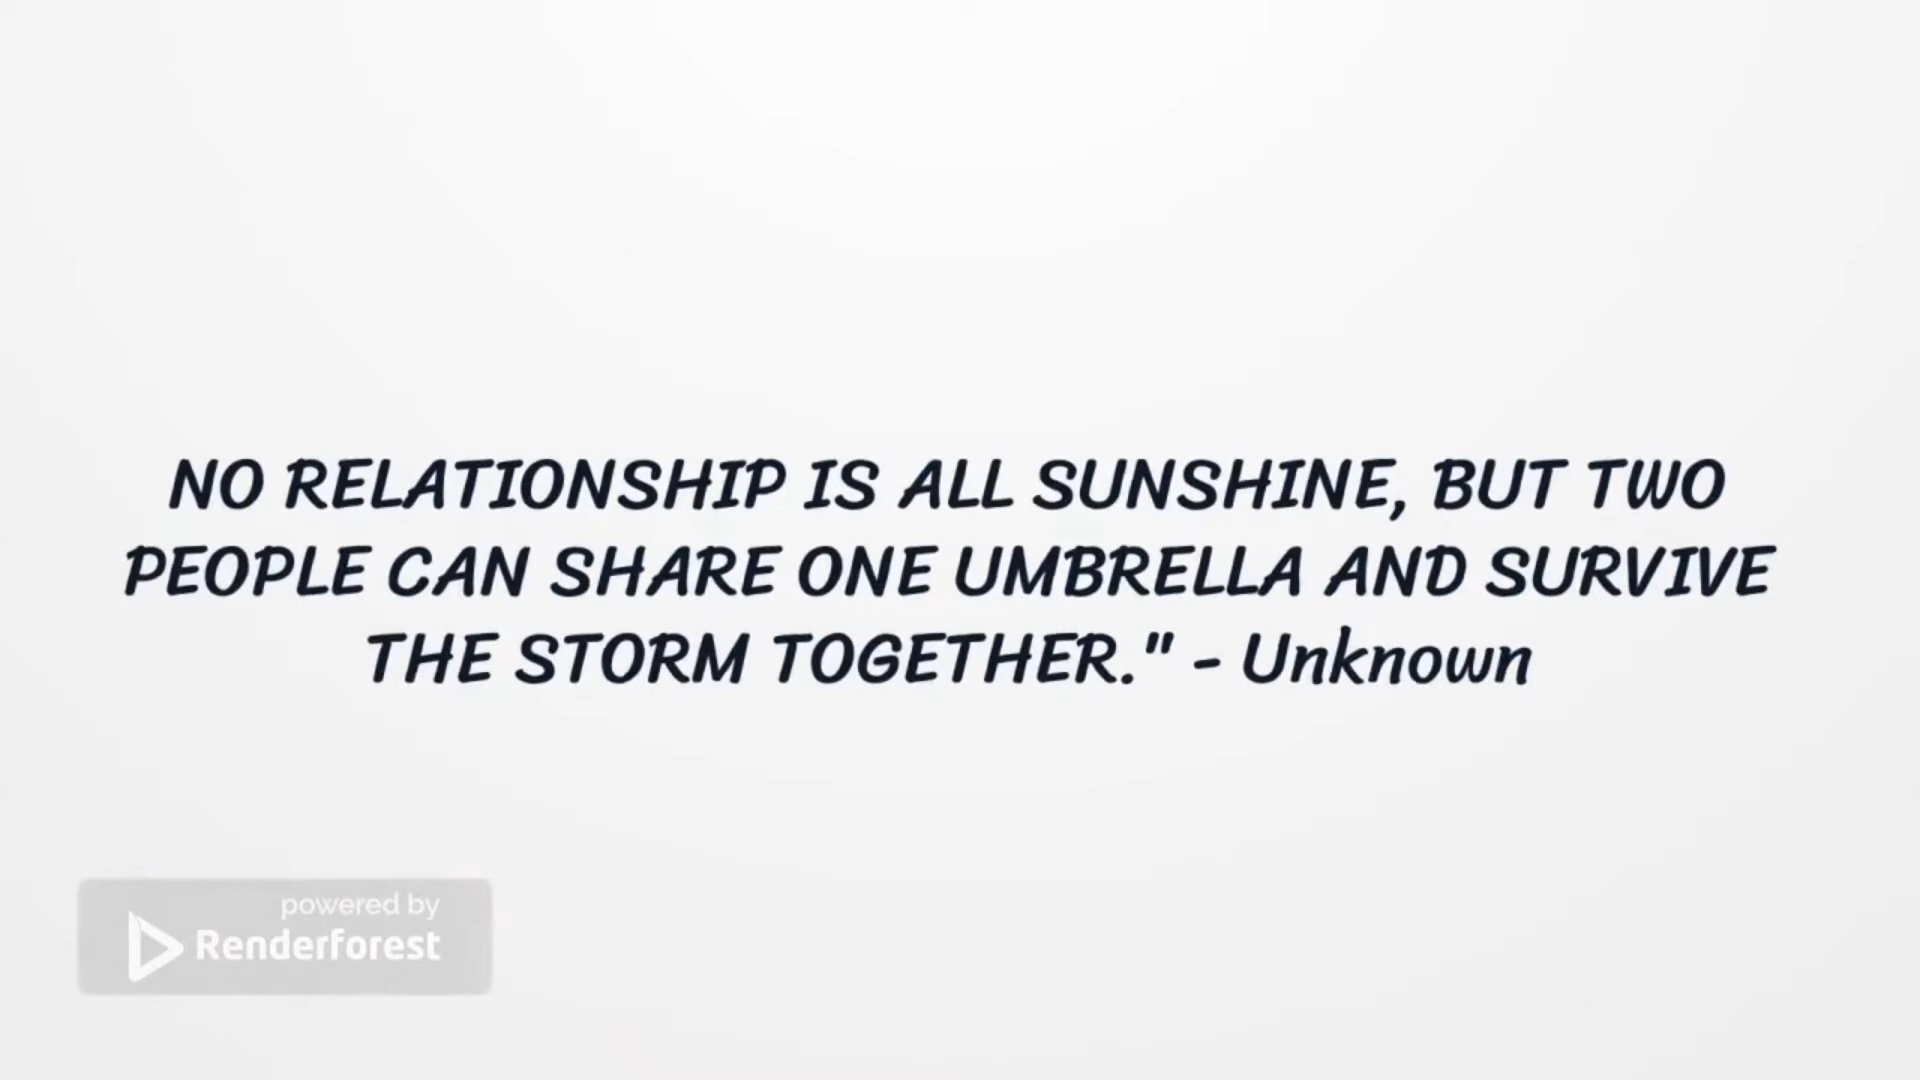 NO RELATIONSHIP IS ALL SUNSHINE, BUT TWO
PEOPLE CAN SHARE ONE UMBRELLA AND SURVIVE
THE STORM TOGETHER." - Unknown
powered by
Renderforest